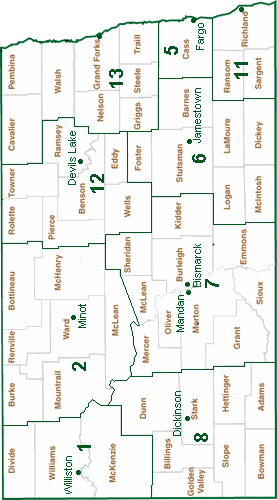 Divide
Burke
Renville
Bottineau
Rolette
Towner
Cavalier
Pembina
Williams
Williston
1
Mountrail
2
Ward
Minot
McHenry
Pierce
Benson
Ramsey
Devils Lake
12
Walsh
Nelson
Grand Forks
McKenzie
McLean
Sheridan
Wells
Eddy
Foster
Griggs
13
Steele
Traill
Dunn
Mercer
Oliver
McLean
Burleigh
Bismarck
Kidder
Stutsman
Jamestown
6
Barnes
5
Cass
Fargo
Golden
Valley
Billings
Dickinson
Stark
8
Mandan
Morton
7
Slope
Hettinger
Grant
Sioux
Emmons
Logan
LaMoure
Ransom
11
Richland
Bowman
Adams
McIntosh
Dickey
Sargent